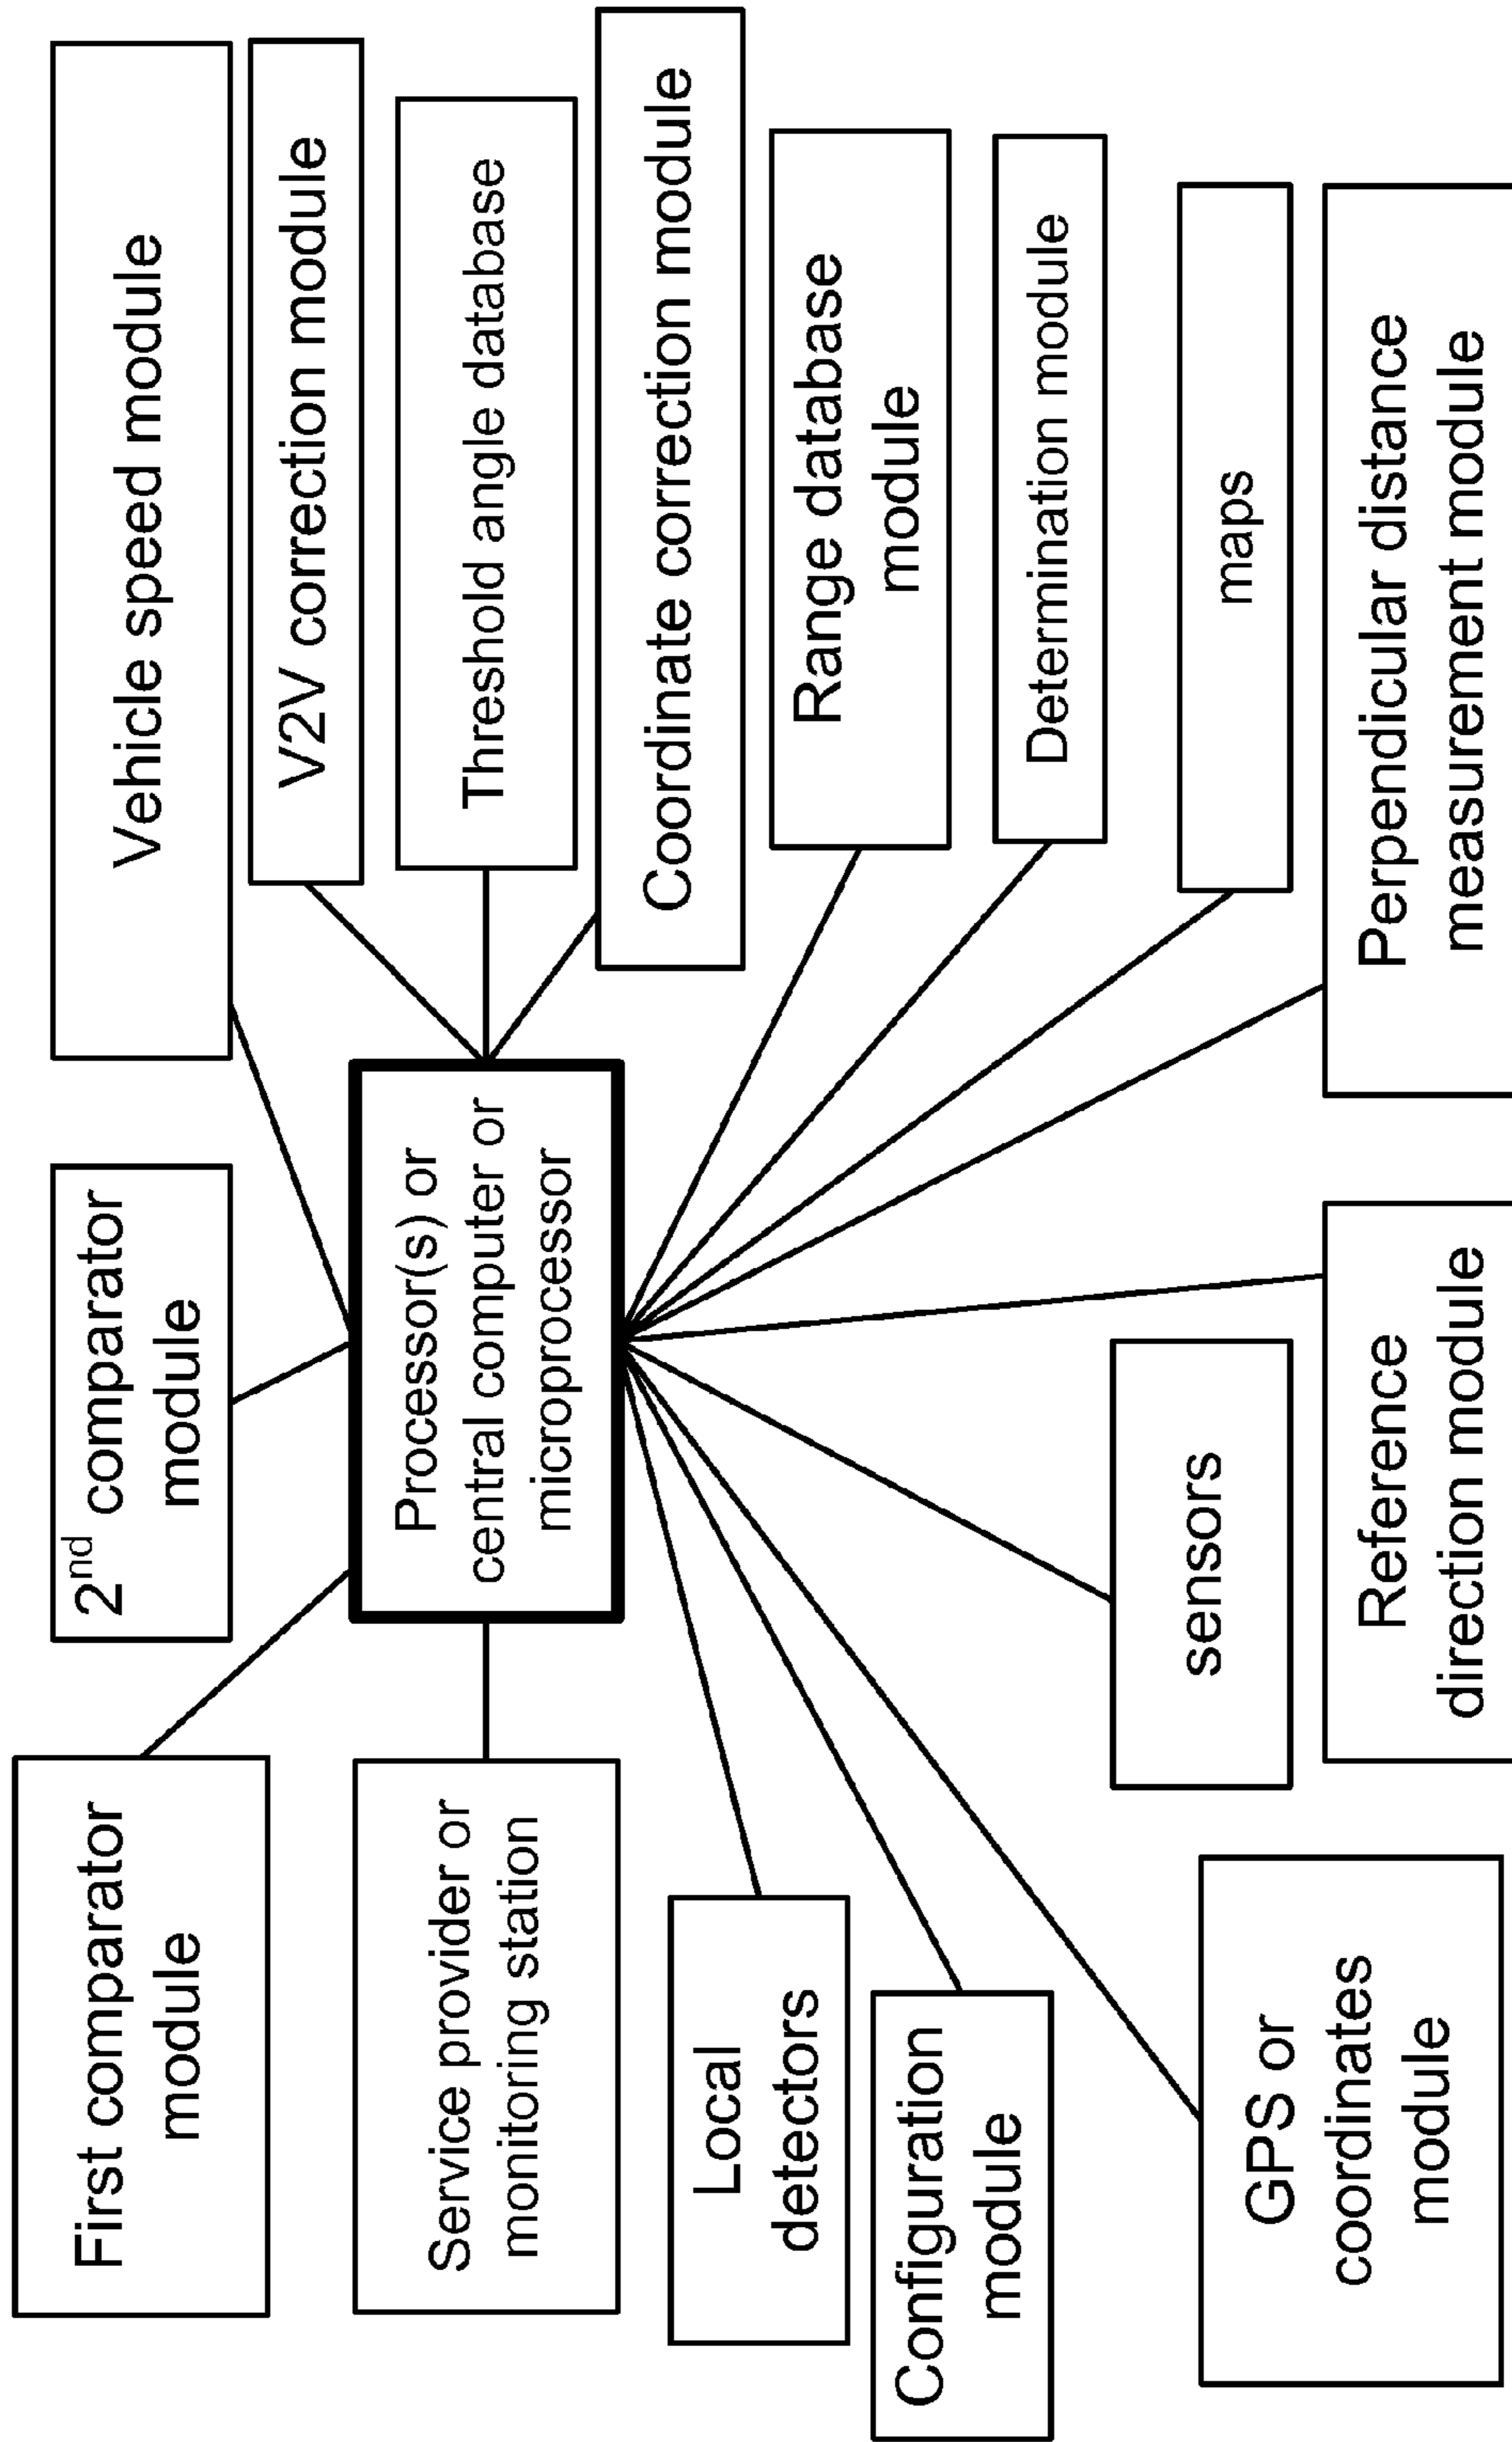 First comparator
module
2nd comparator
module
Vehicle speed module
V2V correction module
Threshold angle database
Coordinate correction module
Service provider or
monitoring station
Processor(s) or
central computer or
microprocessor
Range database
module
Local
detectors
Determination module
Configuration
module
maps
sensors
GPS or
coordinates
module
Reference
direction module
Perpendicular distance
measurement module